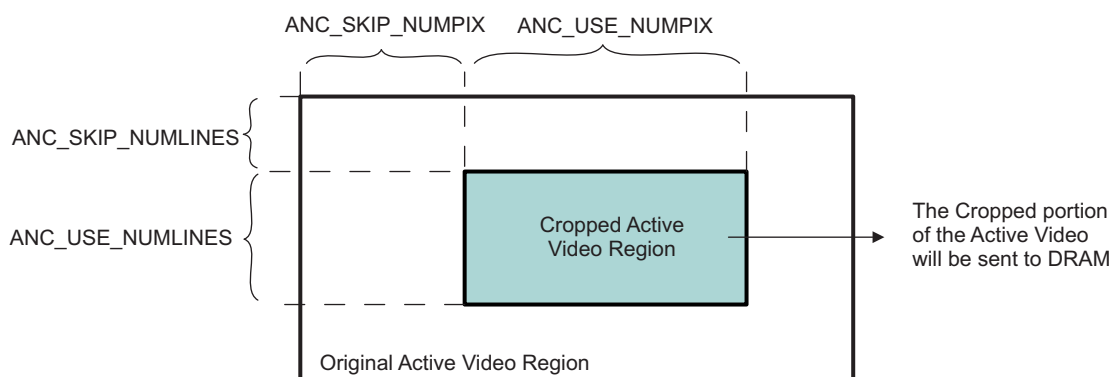 ANC_SKIP_NUMPIX
ANC_USE_NUMPIX
ANC_SKIP_NUMLINES
ANC_USE_NUMLINES
Cropped Active
Video Region
The Cropped portion
of the Active Video
will be sent to DRAM
Original Active Video Region